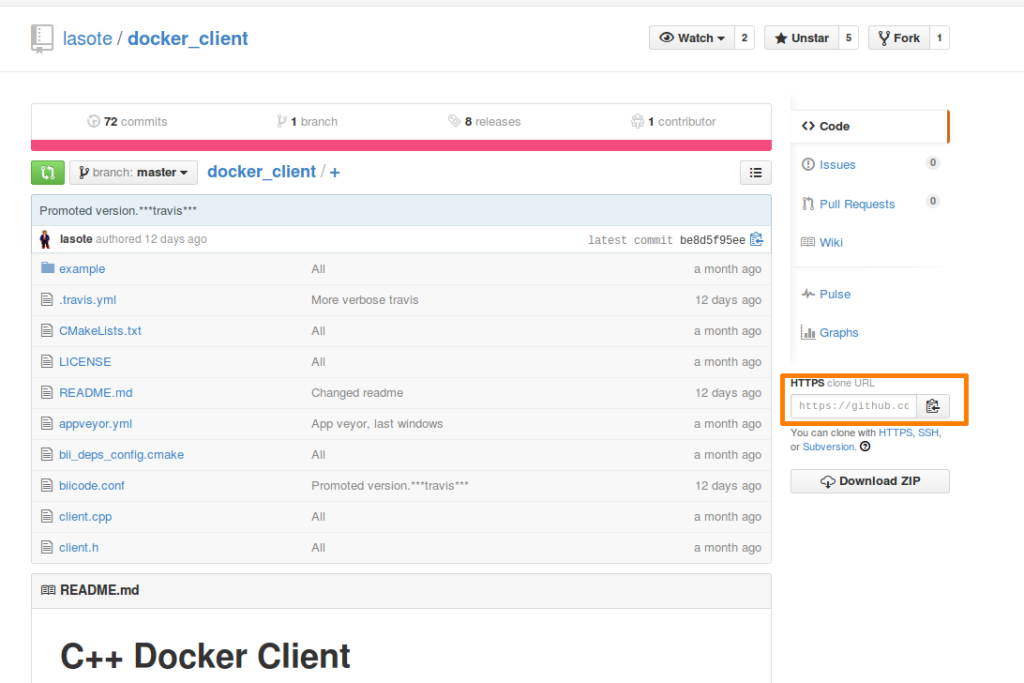 lasote / docker_client
Watch 2 Unstar 5 Fork 1
72 commits 1 branch 8 releases 1 contributor
branch: master docker_client / +
Promoted version.***travis***
lasote authored 12 days ago latest commit be8d5f95ee
example All a month ago
.travis.yml More verbose travis 12 days ago
CMakeLists.txt All a month ago
LICENSE All a month ago
README.md Changed readme 12 days ago
appveyor.yml App veyor, last windows a month ago
bii_deps_config.cmake All a month ago
biicode.conf Promoted version.***travis*** 12 days ago
client.cpp All a month ago
client.h All a month ago
README.md
C++ Docker Client
Code
Issues 0
Pull Requests 0
Wiki
Pulse
Graphs
HTTPS clone URL
https://github.cc
You can clone with HTTPS, SSH,
or Subversion.
Download ZIP